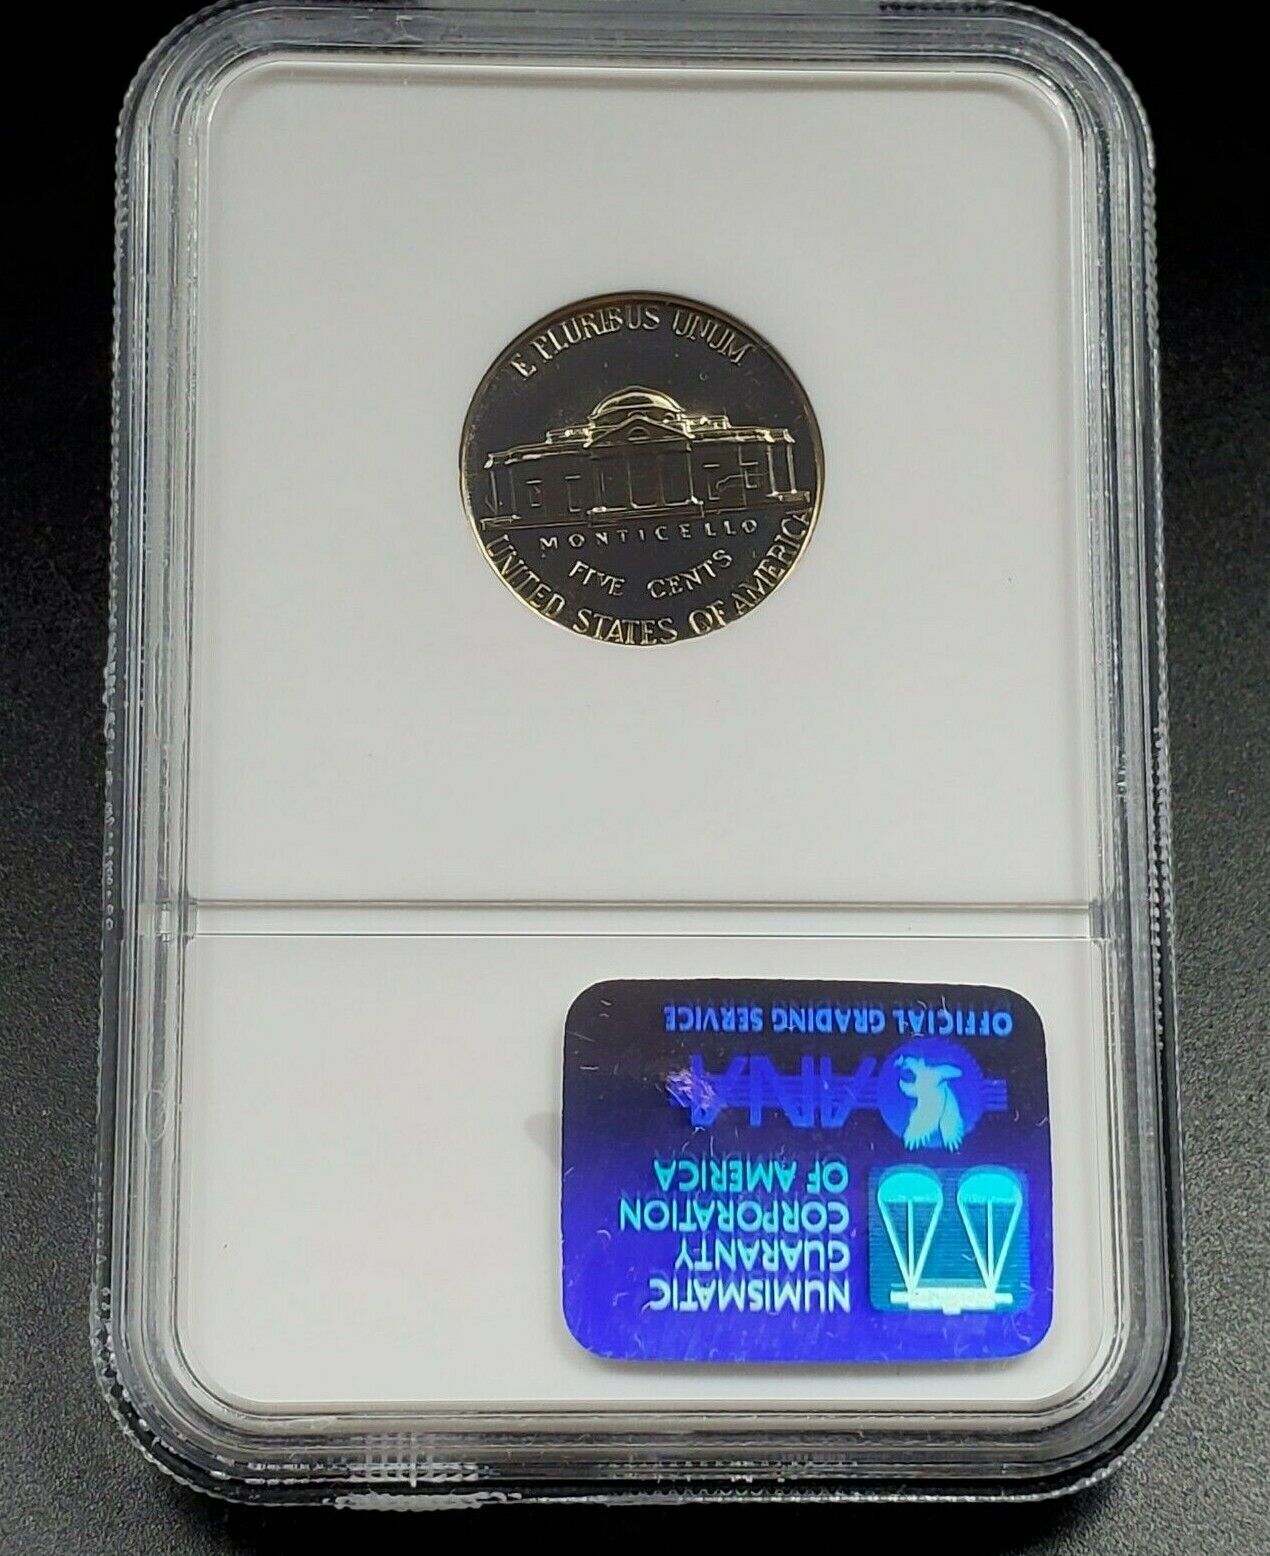 E PLURIBUS UNUM
MONTICELLO
FIVE CENTS
UNITED STATES OF AMERICA
NUMISMATIC
GUARANTY
CORPORATION
OF AMERICA
ANA
OFFICIAL GRADING SERVICE